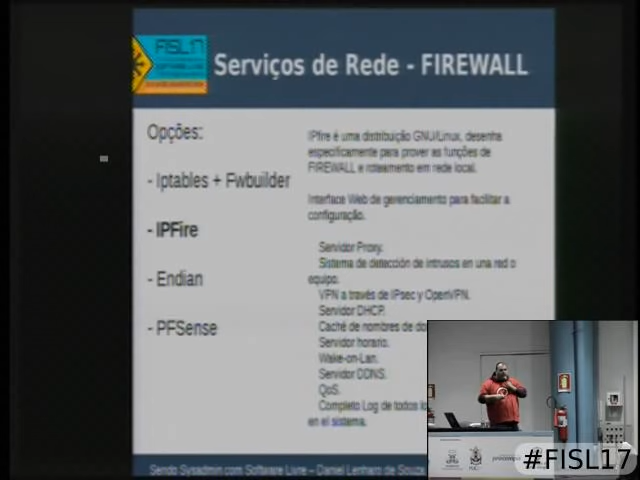 FISL17
Serviços de Rede - FIREWALL
Opções:
- Iptables + Fwbuilder
- IPFire
- Endian
- PFSense
IPfire é uma distribuição GNU/Linux, desenha
especificamente para prover as funções de
FIREWALL e roteamento em rede local.
Interface Web de gerenciamento para facilitar a
configuração.
Servidor Proxy.
Sistema de detección de intrusos en una red o
equipo.
VPN a través de IPsec y OpenVPN.
Servidor DHCP.
Caché de nombres de
Servidor horario.
Wake-on-Lan.
Servidor DDNS.
QoS.
Completo Log de todos
en el sistema.
Sendo Sysadmin com Software Livre – Daniel Lenharo de Souza
#FISL17